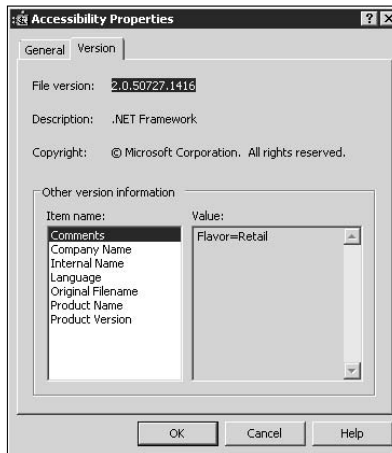 Accessibility Properties
General Version
File version: 2.0.50727.1416
Description: .NET Framework
Copyright: © Microsoft Corporation. All rights reserved.
Other version information
Item name: Value:
Comments Flavor=Retail
Company Name
Internal Name
Language
Original Filename
Product Name
Product Version
OK Cancel Help